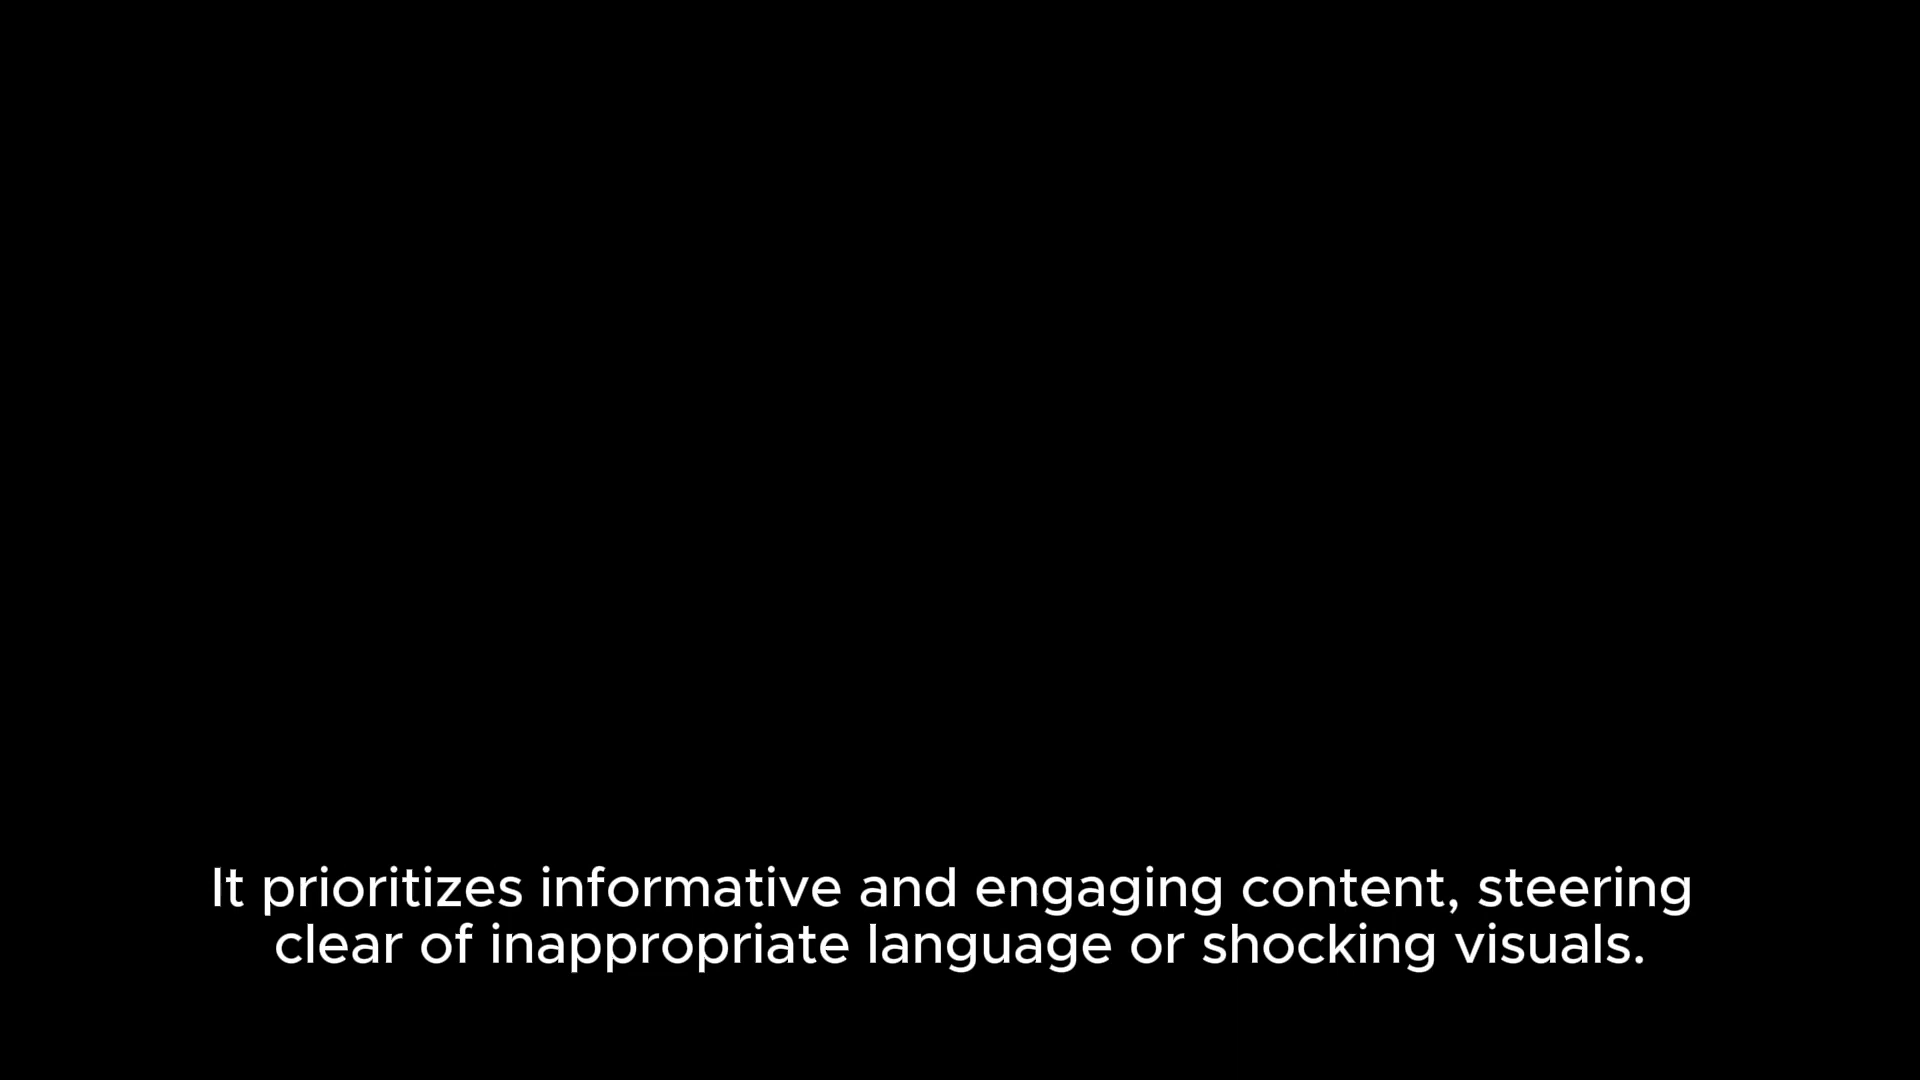 It prioritizes informative and engaging content, steering
clear of inappropriate language or shocking visuals.